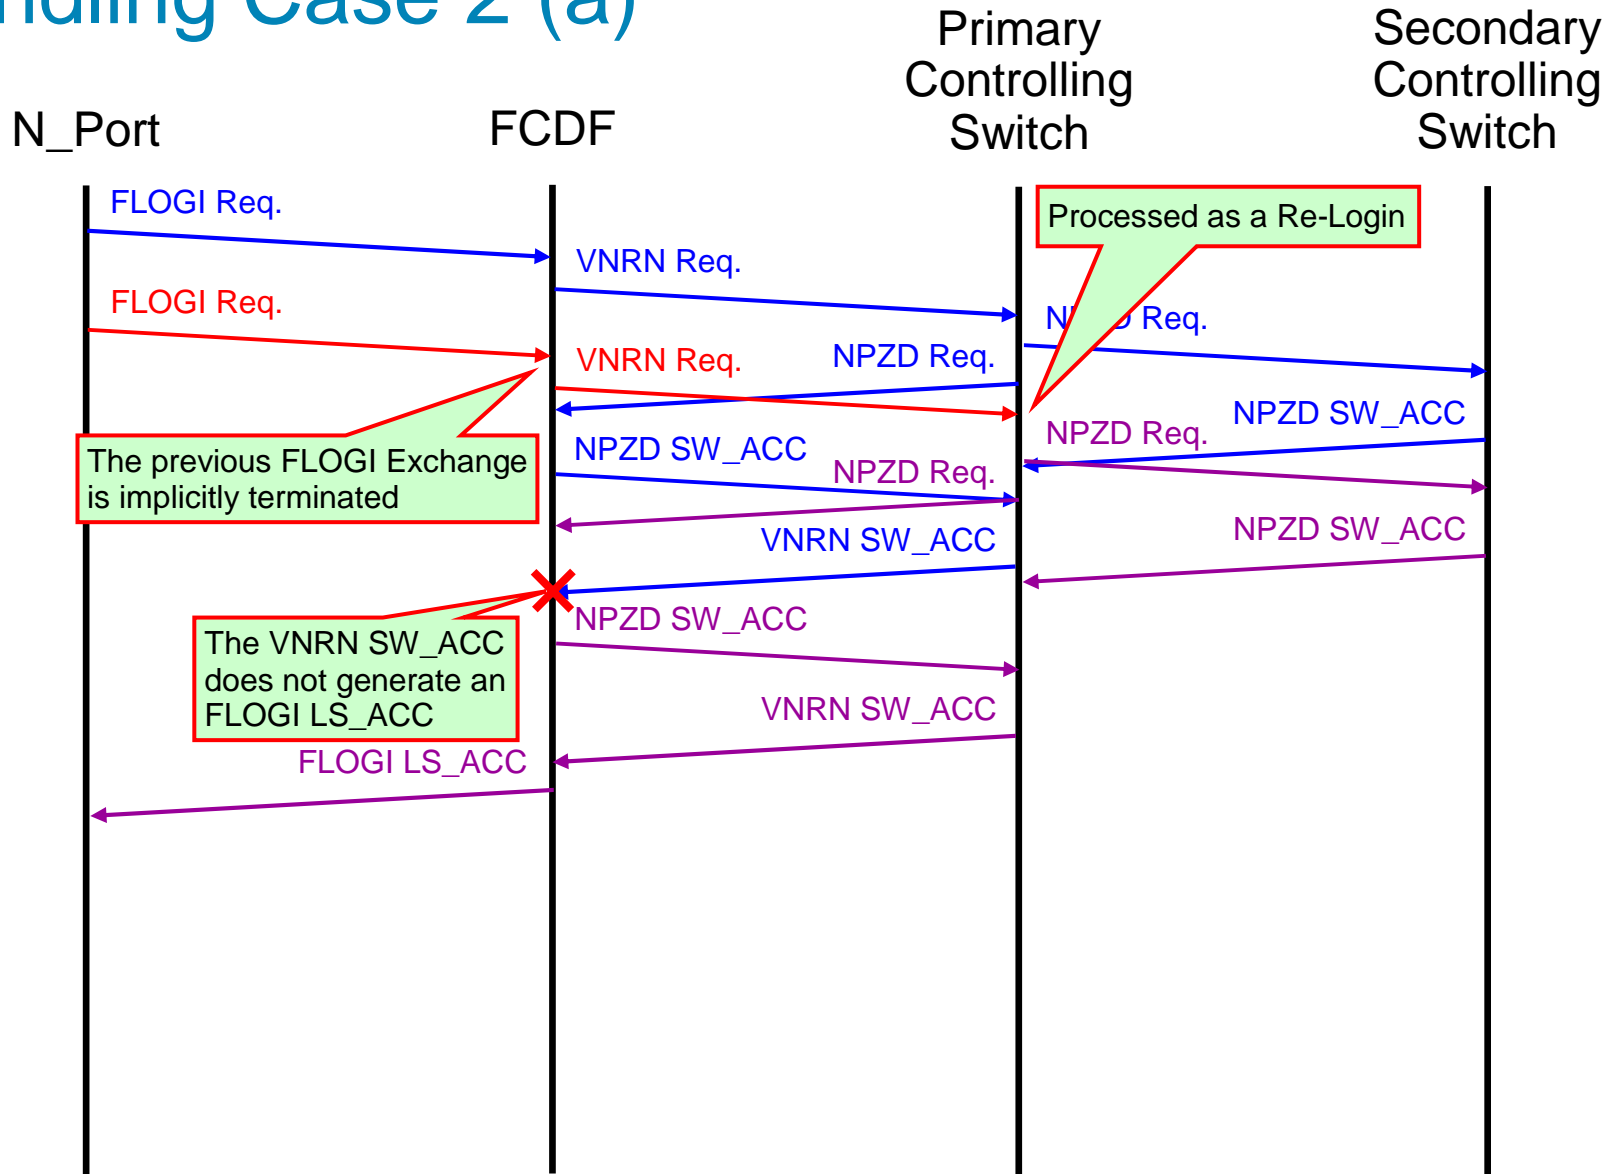 Case 2 (a)
Primary
Controlling
Switch
Secondary
Controlling
Switch
N_Port
FCDF
FLOGI Req.
Processed as a Re-Login
VNRN Req.
FLOGI Req.
Req.
VNRN Req.
NPZD Req.
NPZD SW_ACC
NPZD Req.
The previous FLOGI Exchange
is implicitly terminated
NPZD SW_ACC
NPZD Req.
VNRN SW_ACC
NPZD SW_ACC
NPZD SW_ACC
The VNRN SW_ACC
does not generate an
FLOGI LS_ACC
VNRN SW_ACC
FLOGI LS_ACC